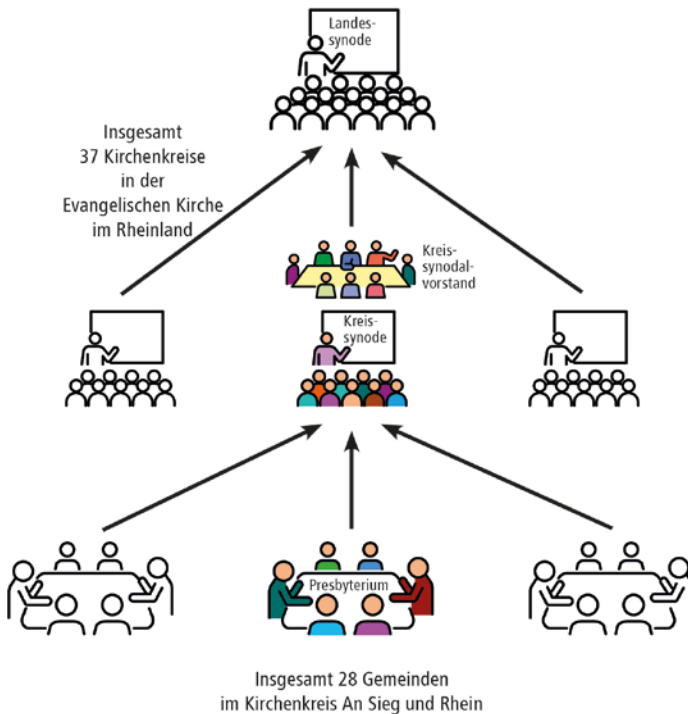 Landes-
synode
Insgesamt
37 Kirchenkreise
in der
Evangelischen Kirche
im Rheinland
Kreis-
synodal-
vorstand
Kreis-
synode
Presbyterium
Insgesamt 28 Gemeinden
im Kirchenkreis An Sieg und Rhein